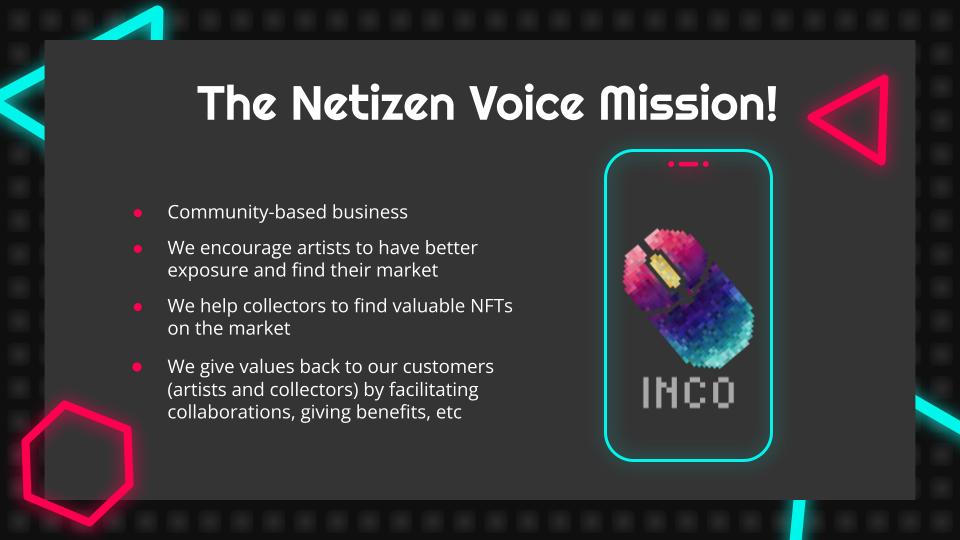 The Netizen Voice Mission!
Community-based business
We encourage artists to have better
exposure and find their market
We help collectors to find valuable NFTs
on the market
We give values back to our customers
(artists and collectors) by facilitating
collaborations, giving benefits, etc
INCO